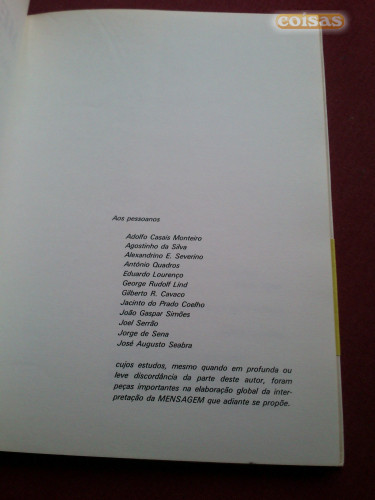 coisas
Aos pessoanos
Adolfo Casais Monteiro
Agostinho da Silva
Alexandrino E. Severino
António Quadros
Eduardo Lourenço
George Rudolf Lind
Gilberto R. Cavaco
Jacinto do Prado Coelho
João Gaspar Simões
Joel Serrão
Jorge de Sena
José Augusto Seabra
cujos estudos, mesmo quando em profunda ou
leve discordância da parte deste autor, foram
peças importantes na elaboração global da inter-
pretação da MENSAGEM que adiante se propõe.